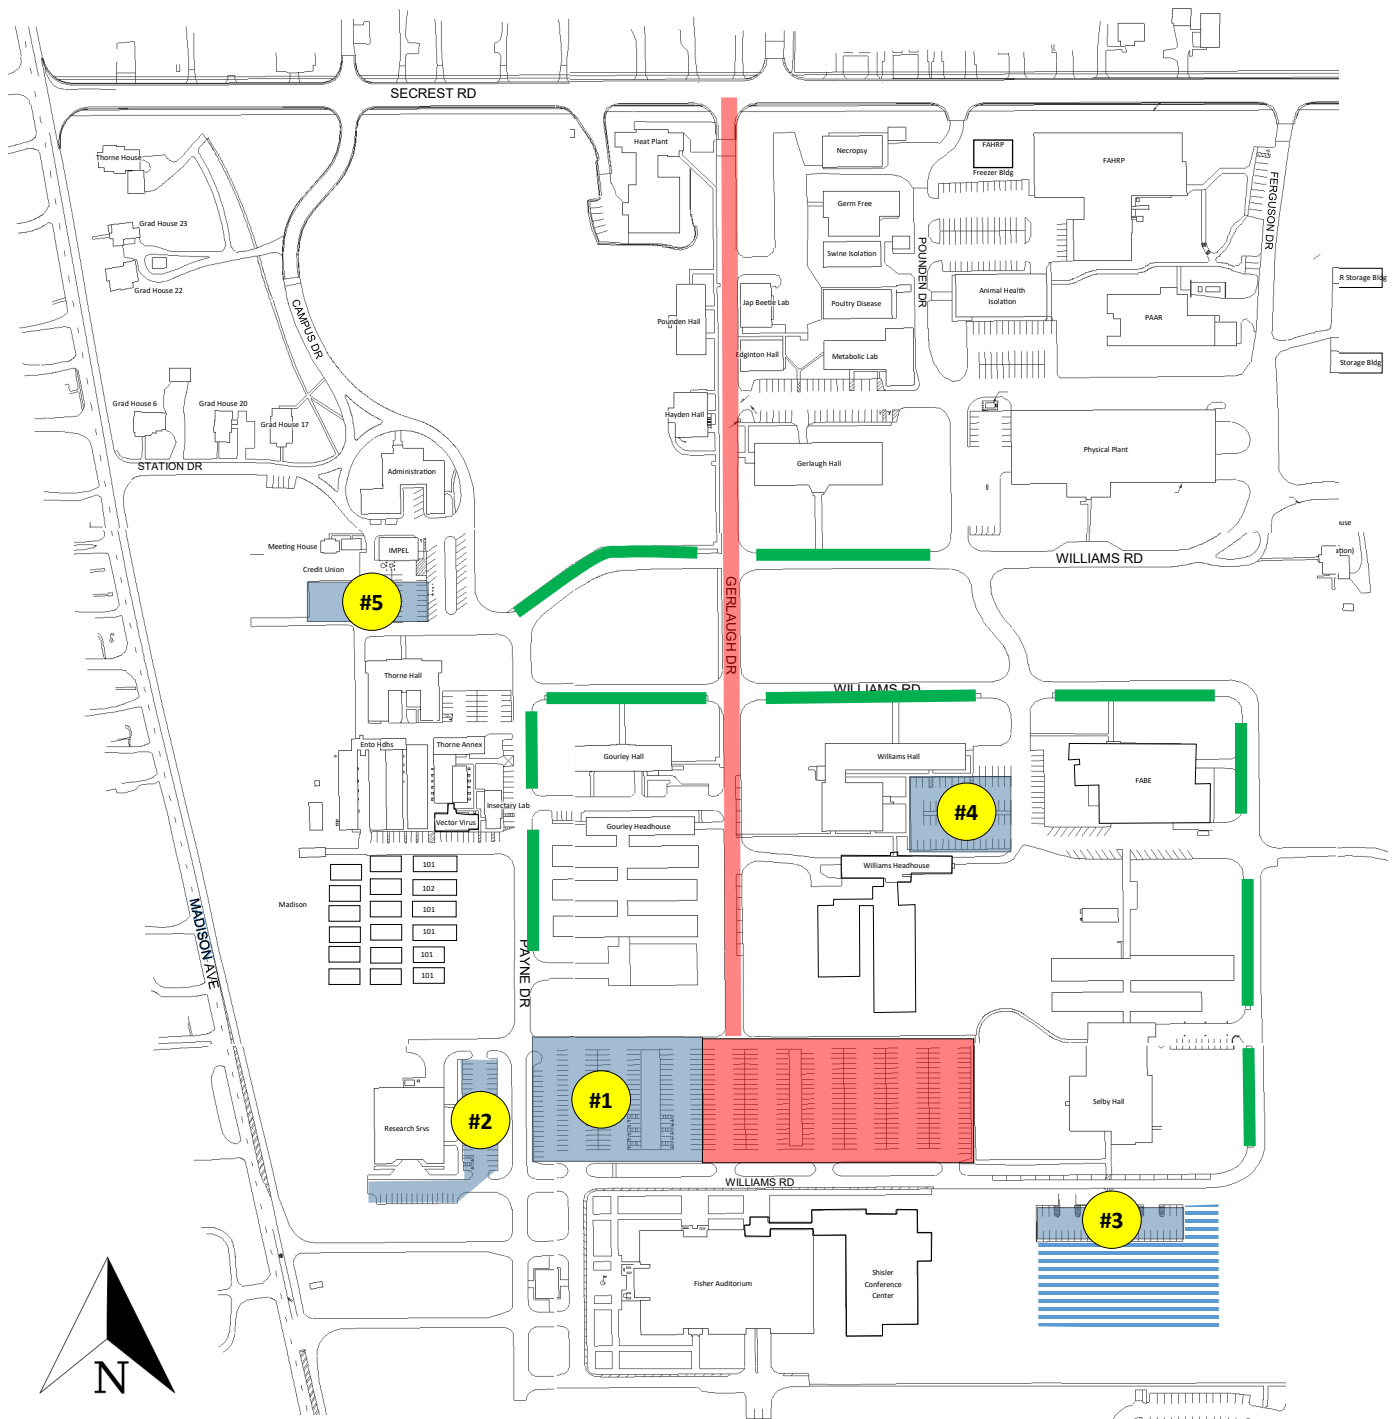 SECREST RD
Thorne House
Heat Plant
Necropsy
FAHRP
Freezer Bldg
FAHRP
FERGUSON DR
Grad House 23
Germ Free
Swine Isolation
POUNDEN DR
Grad House 22
R Storage Bldg
Animal Health
Isolation
Jap Beetle Lab
Poultry Disease
PAAR
CAMPUS DR
Pounden Hall
Edginton Hall
Metabolic Lab
Storage Bldg
Grad House 6
Grad House 20
Grad House 17
Hayden Hall
STATION DR
Administration
Gerlaugh Hall
Physical Plant
Meeting House
IMPEL
Credit Union
WILLIAMS RD
#5
GERLAUGH DR
Thorne Hall
WILLIAMS RD
Ento Hdhs
Thorne Annex
Gourley Hall
Williams Hall
FABE
Insectary Lab
Vector Virus
Gourley Headhouse
#4
Williams Headhouse
101
102
101
101
101
101
Madison
MADISON AVE
PAYNE DR
#1
#2
Research Srvs
Selby Hall
WILLIAMS RD
#3
Fisher Auditorium
Shisler
Conference
Center
N